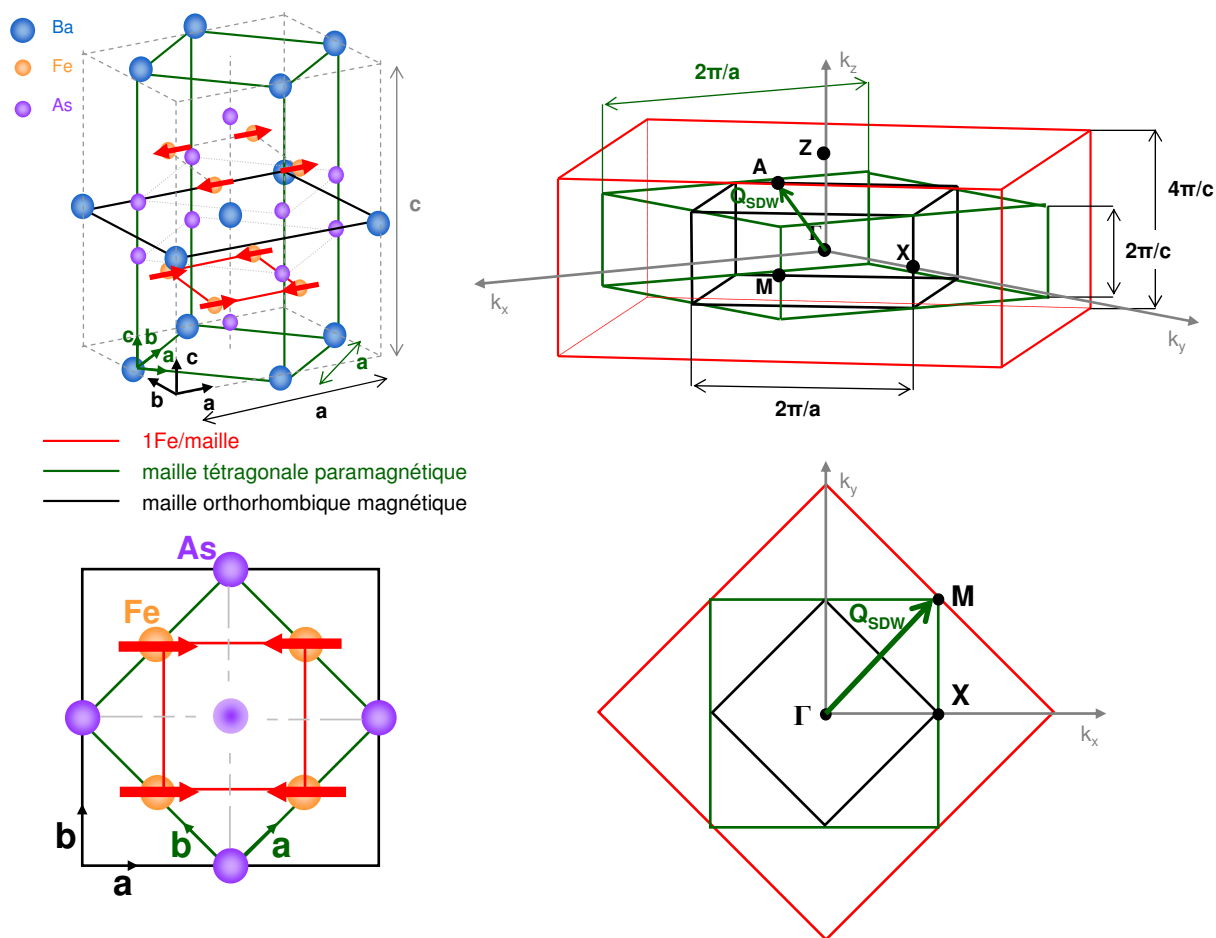 Ba
Fe
As
c
c
b
a
c
b
a
a
a
1Fe/maille
maille tétragonale paramagnétique
maille orthorhombique magnétique
2π/a
k_z
Z
A
Q_SDW
Γ
X
M
k_x
k_y
4π/c
2π/c
2π/a
As
Fe
b
a
b
a
k_y
M
Q_SDW
X
Γ
k_x